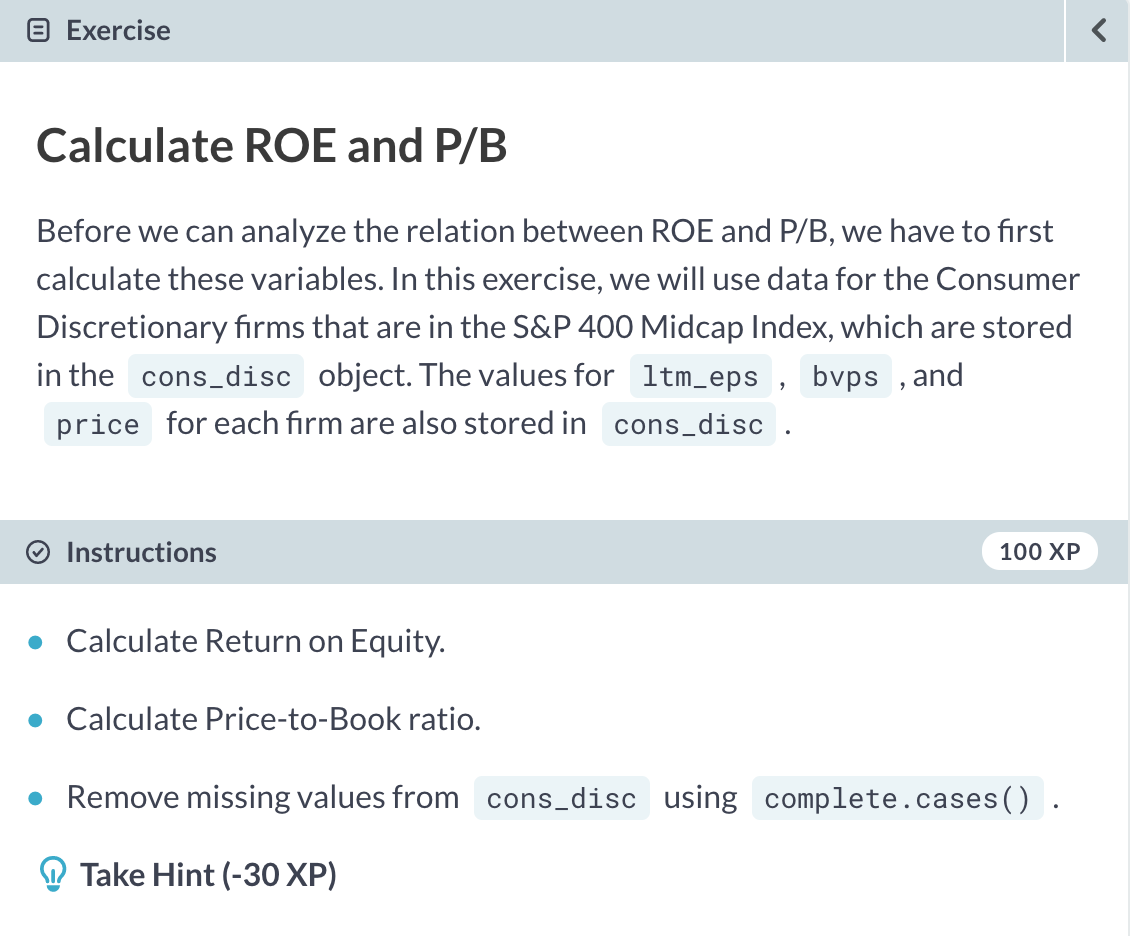 Exercise
Calculate ROE and P/B
Before we can analyze the relation between ROE and P/B, we have to first
calculate these variables. In this exercise, we will use data for the Consumer
Discretionary firms that are in the S&P 400 Midcap Index, which are stored
in the cons_disc object. The values for ltm_eps , bvps , and
price for each firm are also stored in cons_disc .
Instructions
100 XP
Calculate Return on Equity.
Calculate Price-to-Book ratio.
Remove missing values from cons_disc using complete.cases() .
Take Hint (-30 XP)